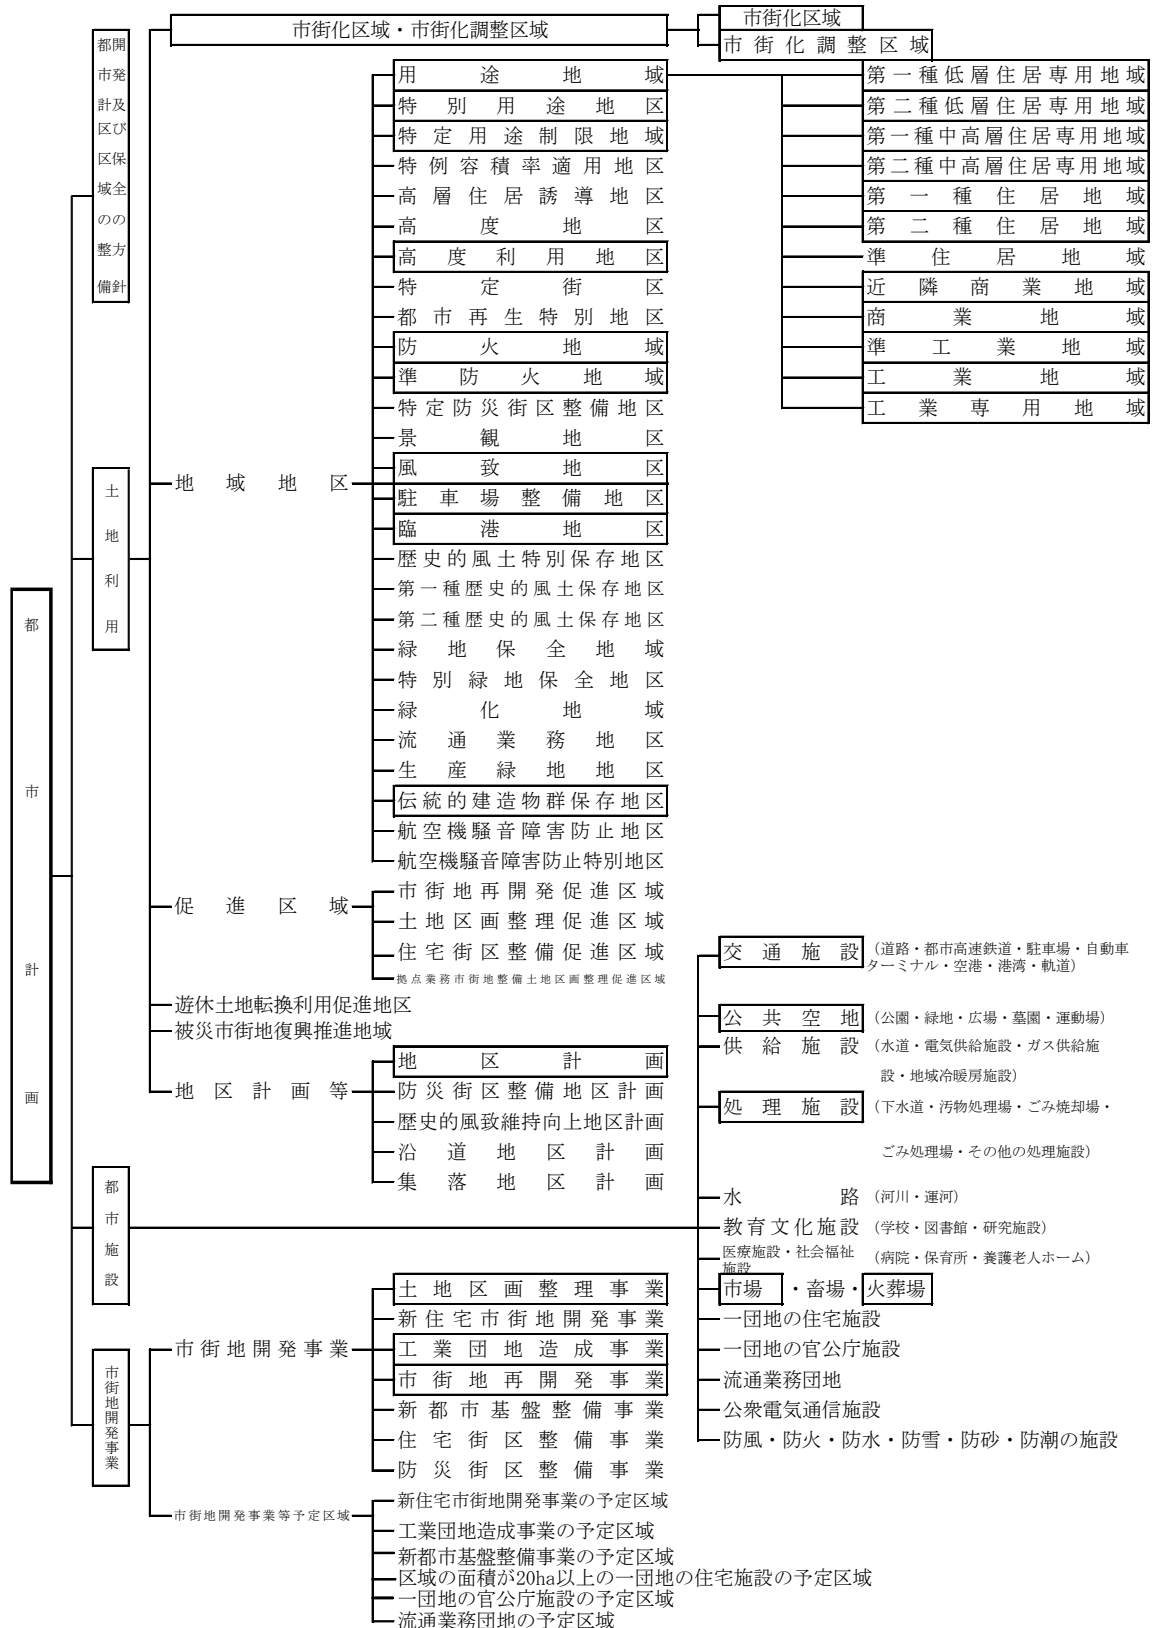 都市計画
都市計画区域の整備
開発及び保全の方針
土地利用
都市施設
市街地開発事業
市街化区域・市街化調整区域
市街化区域
市街化調整区域
地域地区
用途地域
特別用途地区
特定用途制限地域
特例容積率適用地区
高層住居誘導地区
高度地区
高度利用地区
特定街区
都市再生特別地区
防火地域
準防火地域
特定防災街区整備地区
景観地区
風致地区
駐車場整備地区
臨港地区
歴史的風土特別保存地区
第一種歴史的風土保存地区
第二種歴史的風土保存地区
緑地保全地域
特別緑地保全地区
緑化地域
流通業務地区
生産緑地地区
伝統的建造物群保存地区
航空機騒音障害防止地区
航空機騒音障害防止特別地区
第一種低層住居専用地域
第二種低層住居専用地域
第一種中高層住居専用地域
第二種中高層住居専用地域
第一種住居地域
第二種住居地域
準住居地域
近隣商業地域
商業地域
準工業地域
工業地域
工業専用地域
促進区域
市街地再開発促進区域
土地区画整理促進区域
住宅街区整備促進区域
拠点業務市街地整備土地区画整理促進区域
遊休土地転換利用促進地区
被災市街地復興推進地域
地区計画等
地区計画
防災街区整備地区計画
歴史的風致維持向上地区計画
沿道地区計画
集落地区計画
交通施設 (道路・都市高速鉄道・駐車場・自動車
ターミナル・空港・港湾・軌道)
公共空地 (公園・緑地・広場・墓園・運動場)
供給施設 (水道・電気供給施設・ガス供給施
設・地域冷暖房施設)
処理施設 (下水道・汚物処理場・ごみ焼却場・
ごみ処理場・その他の処理施設)
水路 (河川・運河)
教育文化施設 (学校・図書館・研究施設)
医療施設・社会福祉
施設 (病院・保育所・養護老人ホーム)
市場・畜場・火葬場
一団地の住宅施設
一団地の官公庁施設
流通業務団地
公衆電気通信施設
防風・防火・防水・防雪・防砂・防潮の施設
市街地開発事業
土地区画整理事業
新住宅市街地開発事業
工業団地造成事業
市街地再開発事業
新都市基盤整備事業
住宅街区整備事業
防災街区整備事業
市街地開発事業等予定区域
新住宅市街地開発事業の予定区域
工業団地造成事業の予定区域
新都市基盤整備事業の予定区域
区域の面積が20ha以上の一団地の住宅施設の予定区域
一団地の官公庁施設の予定区域
流通業務団地の予定区域